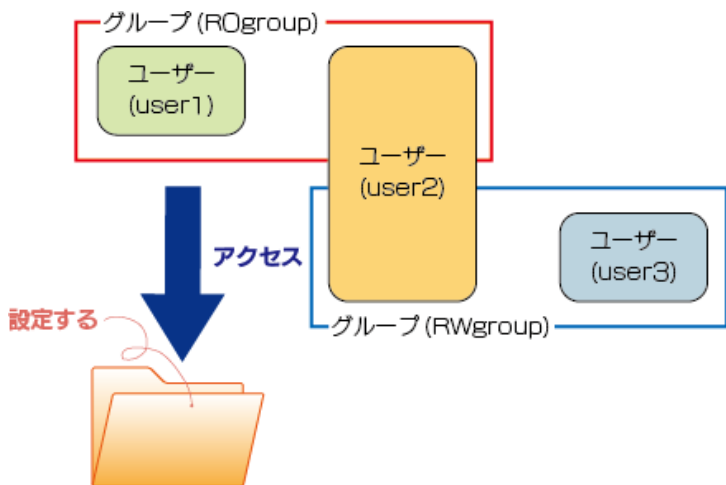 グループ(ROgroup)
ユーザー
(user1)
ユーザー
(user2)
アクセス
ユーザー
(user3)
設定する
グループ(RWgroup)